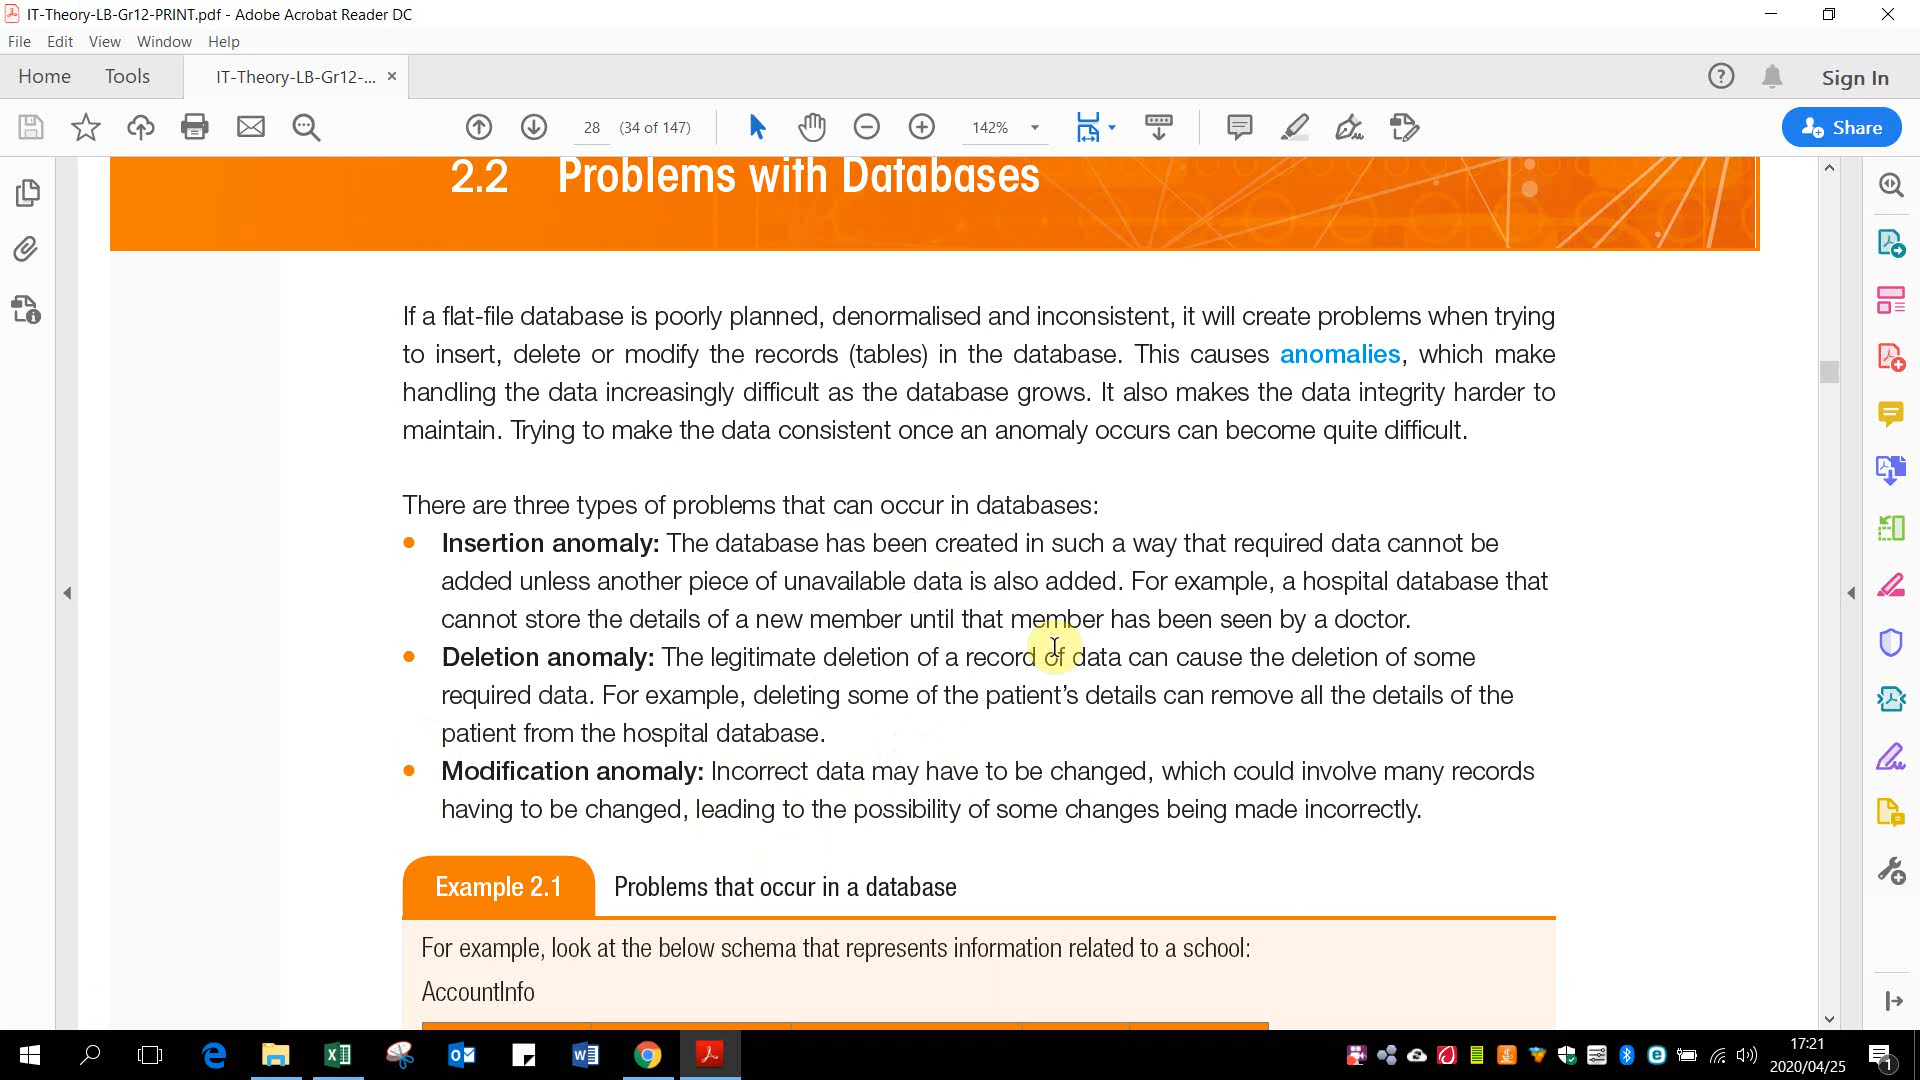 IT-Theory-LB-Gr12-PRINT.pdf - Adobe Acrobat Reader DC
File Edit View Window Help
Home Tools IT-Theory-LB-Gr12-... × Sign In
28 (34 of 147) 142% Share
2.2 Problems with Databases
If a flat-file database is poorly planned, denormalised and inconsistent, it will create problems when trying
to insert, delete or modify the records (tables) in the database. This causes anomalies, which make
handling the data increasingly difficult as the database grows. It also makes the data integrity harder to
maintain. Trying to make the data consistent once an anomaly occurs can become quite difficult.
There are three types of problems that can occur in databases:
• Insertion anomaly: The database has been created in such a way that required data cannot be
added unless another piece of unavailable data is also added. For example, a hospital database that
cannot store the details of a new member until that member has been seen by a doctor.
• Deletion anomaly: The legitimate deletion of a record of data can cause the deletion of some
required data. For example, deleting some of the patient's details can remove all the details of the
patient from the hospital database.
• Modification anomaly: Incorrect data may have to be changed, which could involve many records
having to be changed, leading to the possibility of some changes being made incorrectly.
Example 2.1 Problems that occur in a database
For example, look at the below schema that represents information related to a school:
AccountInfo
17:21
2020/04/25
1